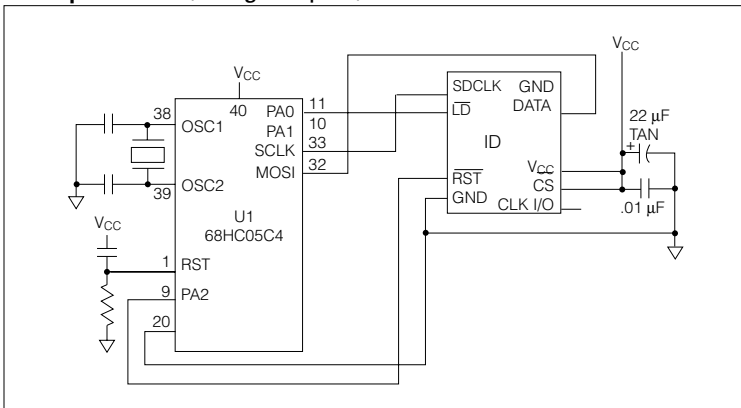 VCC
40
38
OSC1
39
OSC2
PA0
11
PA1
10
SCLK
33
MOSI
32
U1
68HC05C4
VCC
1
RST
9
PA2
20
SDCLK
LD
ID
RST
GND
GND
DATA
VCC
CS
CLK I/O
VCC
22 µF
TAN
+
.01 µF